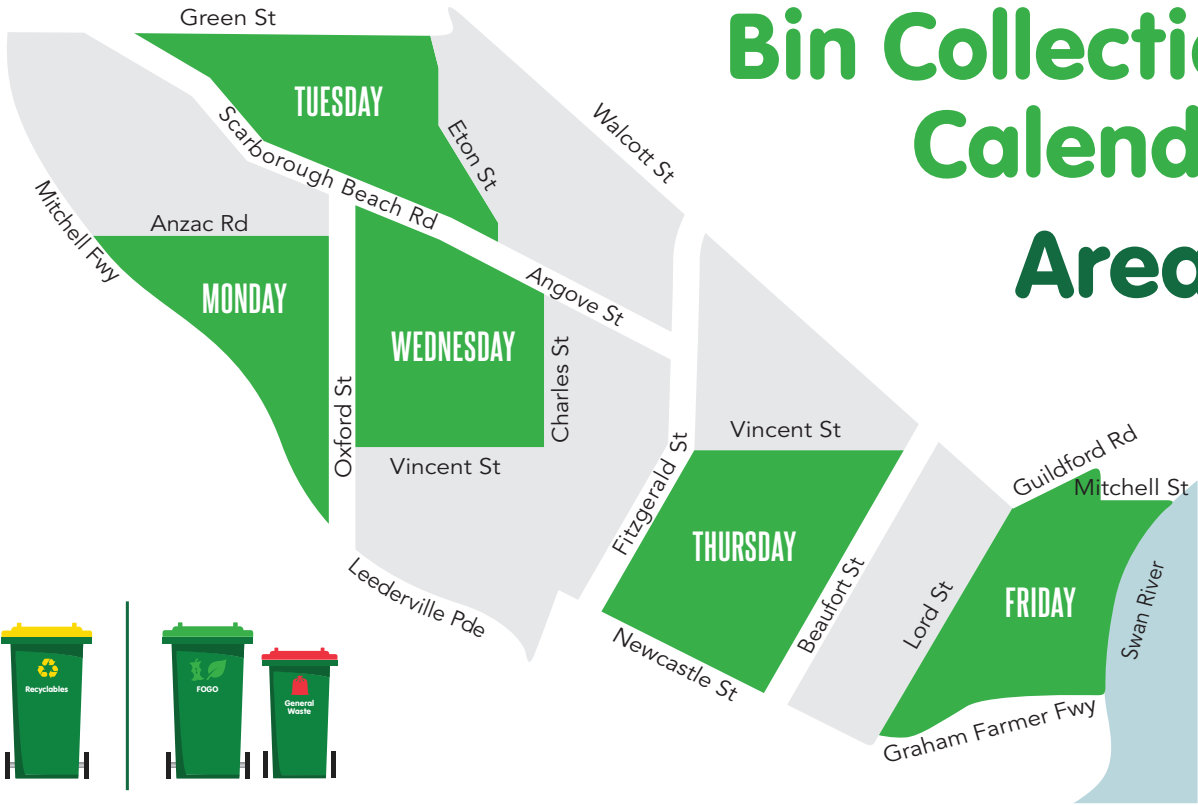 Green St
Bin Collectio
Calend
Area
TUESDAY
Walcott St
Eton St
Scarborough Beach Rd
Mitchell Fwy
Anzac Rd
MONDAY
Angove St
WEDNESDAY
Charles St
Oxford St
Vincent St
Vincent St
Fitzgerald St
Guildford Rd
Mitchell St
THURSDAY
Beaufort St
Lord St
FRIDAY
Swan River
Leederville Pde
Newcastle St
Graham Farmer Fwy
Recyclables
FOGO
General
Waste